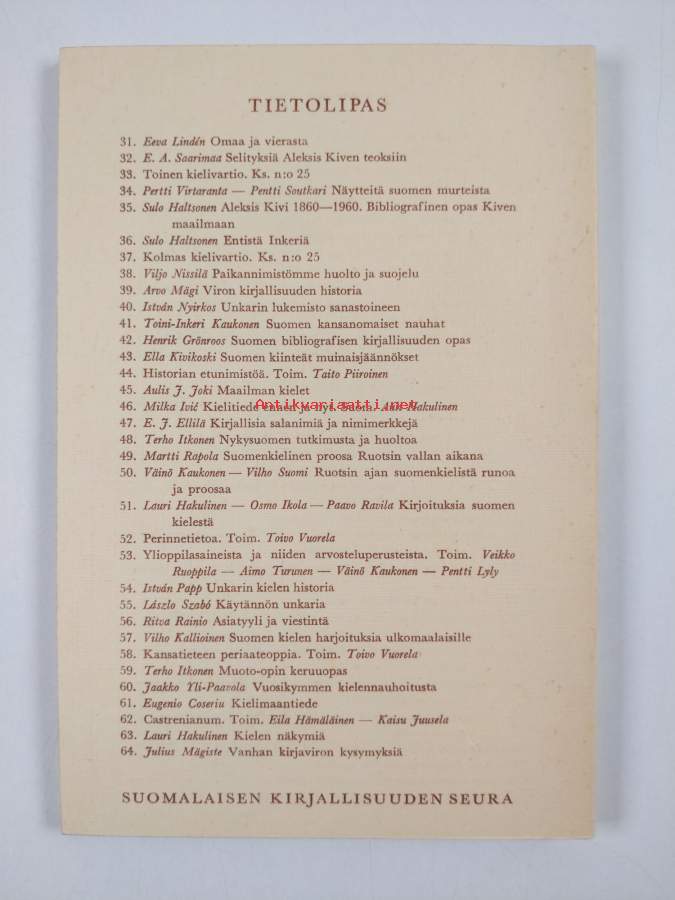 TIETOLIPAS
31. Eeva Lindén Omaa ja vierasta
32. E. A. Saarimaa Selityksiä Aleksis Kiven teoksiin
33. Toinen kielivartio. Ks. n:o 25
34. Pertti Virtaranta — Pentti Soutkari Näytteitä suomen murteista
35. Sulo Haltsonen Aleksis Kivi 1860—1960. Bibliografinen opas Kiven
maailmaan
36. Sulo Haltsonen Entistä Inkeriä
37. Kolmas kielivartio. Ks. n:o 25
38. Viljo Nissilä Paikannimistömme huolto ja suojelu
39. Arvo Mägi Viron kirjallisuuden historia
40. István Nyirkos Unkarin lukemisto sanastoineen
41. Toini-Inkeri Kaukonen Suomen kansanomaiset nauhat
42. Henrik Grönroos Suomen bibliografisen kirjallisuuden opas
43. Ella Kivikoski Suomen kiinteät muinaisjäännökset
44. Historian etunimistöä. Toim. Taito Piiroinen
45. Aulis J. Joki Maailman kielet
46. Milka Ivić Kielitiede ennen ja nyt. Suom. Auli Hakulinen
Antikvariaatti.net
47. E. J. Ellilä Kirjallisia salanimiä ja nimimerkkejä
48. Terho Itkonen Nykysuomen tutkimusta ja huoltoa
49. Martti Rapola Suomenkielinen proosa Ruotsin vallan aikana
50. Väinö Kaukonen — Vilho Suomi Ruotsin ajan suomenkielistä runoa
ja proosaa
51. Lauri Hakulinen — Osmo Ikola — Paavo Ravila Kirjoituksia suomen
kielestä
52. Perinnetietoa. Toim. Toivo Vuorela
53. Ylioppilasaineista ja niiden arvosteluperusteista. Toim. Veikko
Ruoppila — Aimo Turunen — Väinö Kaukonen — Pentti Lyly
54. István Papp Unkarin kielen historia
55. László Szabó Käytännön unkaria
56. Ritva Rainio Asiatyyli ja viestintä
57. Vilho Kallioinen Suomen kielen harjoituksia ulkomaalaisille
58. Kansatieteen periaateoppia. Toim. Toivo Vuorela
59. Terho Itkonen Muoto-opin keruuopas
60. Jaakko Yli-Paavola Vuosikymmen kielennauhoitusta
61. Eugenio Coseriu Kielimaantiede
62. Castrenianum. Toim. Eila Hämäläinen — Kaisu Juusela
63. Lauri Hakulinen Kielen näkymiä
64. Julius Mägiste Vanhan kirjaviron kysymyksiä
SUOMALAISEN KIRJALLISUUDEN SEURA